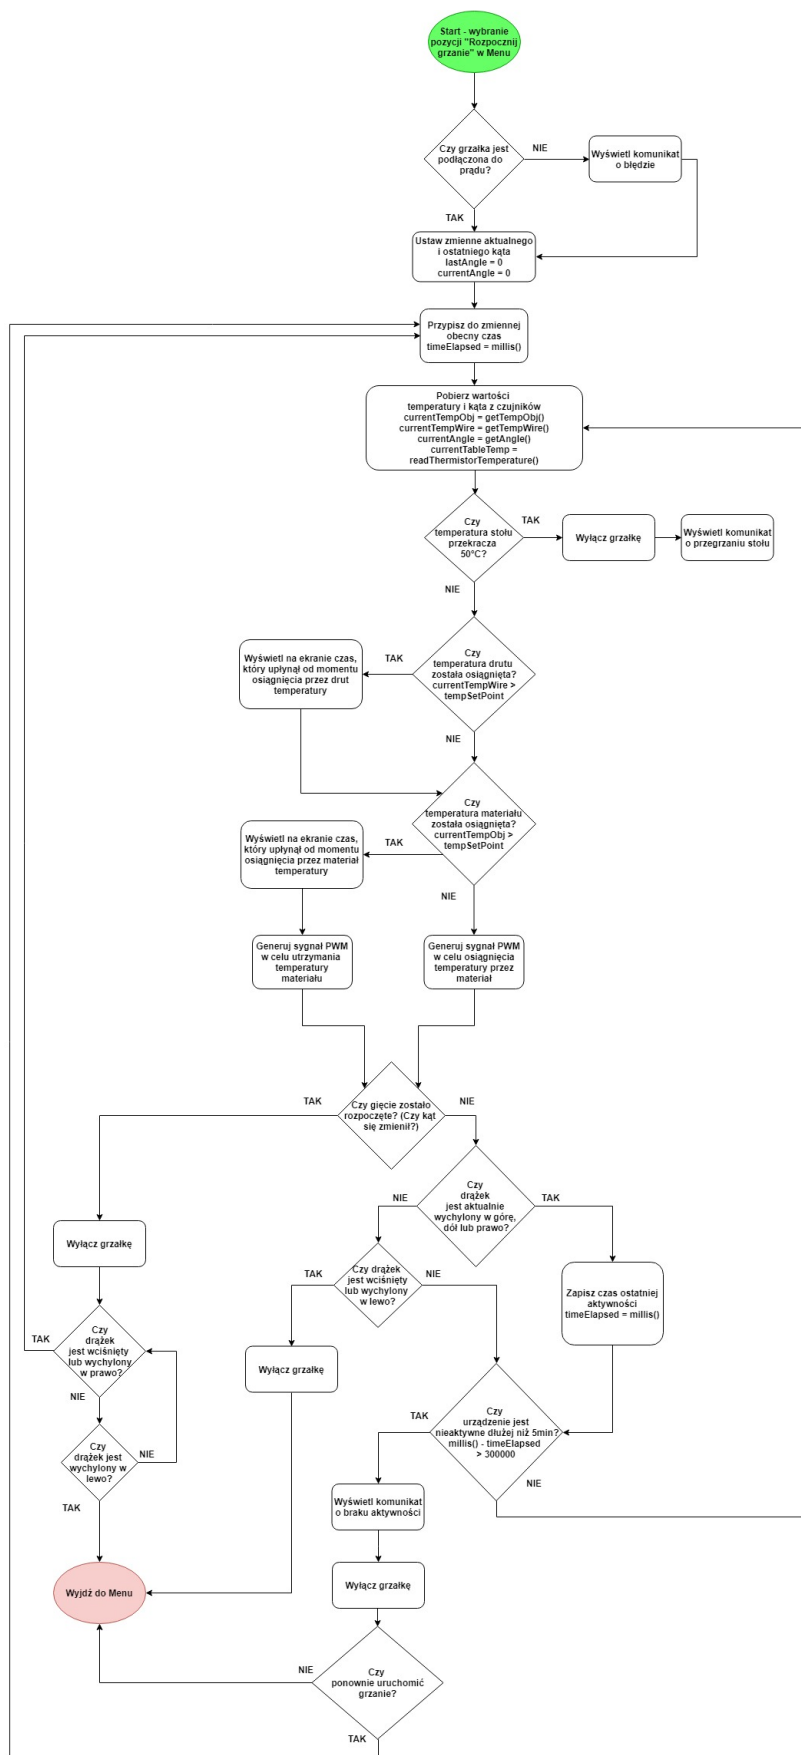 Start - wybranie
pozycji "Rozpocznij
grzanie" w Menu
Czy grzałka jest
podłączona do
prądu?
NIE
Wyświetl komunikat
o błędzie
TAK
Ustaw zmienne aktualnego
i ostatniego kąta
lastAngle = 0
currentAngle = 0
Przypisz do zmiennej
obecny czas
timeElapsed = millis()
Pobierz wartości
temperatury i kąta z czujników
currentTempObj = getTempObj()
currentTempWire = getTempWire()
currentAngle = getAngle()
currentTableTemp =
readThermistorTemperature()
Czy
temperatura stołu
przekracza
50°C?
TAK
Wyłącz grzałkę
Wyświetl komunikat
o przegrzaniu stołu
NIE
Czy
temperatura drutu
została osiągnięta?
currentTempWire >
tempSetPoint
TAK
Wyświetl na ekranie czas,
który upłynął od momentu
osiągnięcia przez drut
temperatury
NIE
Czy
temperatura materiału
została osiągnięta?
currentTempObj >
tempSetPoint
TAK
Wyświetl na ekranie czas,
który upłynął od momentu
osiągnięcia przez materiał
temperatury
NIE
Generuj sygnał PWM
w celu utrzymania
temperatury
materiału
Generuj sygnał PWM
w celu osiągnięcia
temperatury przez
materiał
Czy gięcie zostało
rozpoczęte? (Czy kąt
się zmienił?)
TAK
NIE
Czy
drążek
jest aktualnie
wychylony w górę,
dół lub prawo?
NIE
TAK
Wyłącz grzałkę
Czy drążek
jest wciśnięty
lub wychylony
w lewo?
TAK
NIE
Zapisz czas ostatniej
aktywności
timeElapsed = millis()
Czy
drążek
jest wciśnięty
lub wychylony
w prawo?
TAK
NIE
Wyłącz grzałkę
Czy
urządzenie jest
nieaktywne dłużej niż 5min?
millis() - timeElapsed
> 300000
TAK
NIE
Czy
drążek jest
wychylony w
lewo?
NIE
TAK
Wyświetl komunikat
o braku aktywności
Wyłącz grzałkę
Wyjdź do Menu
Czy
ponownie uruchomić
grzanie?
NIE
TAK